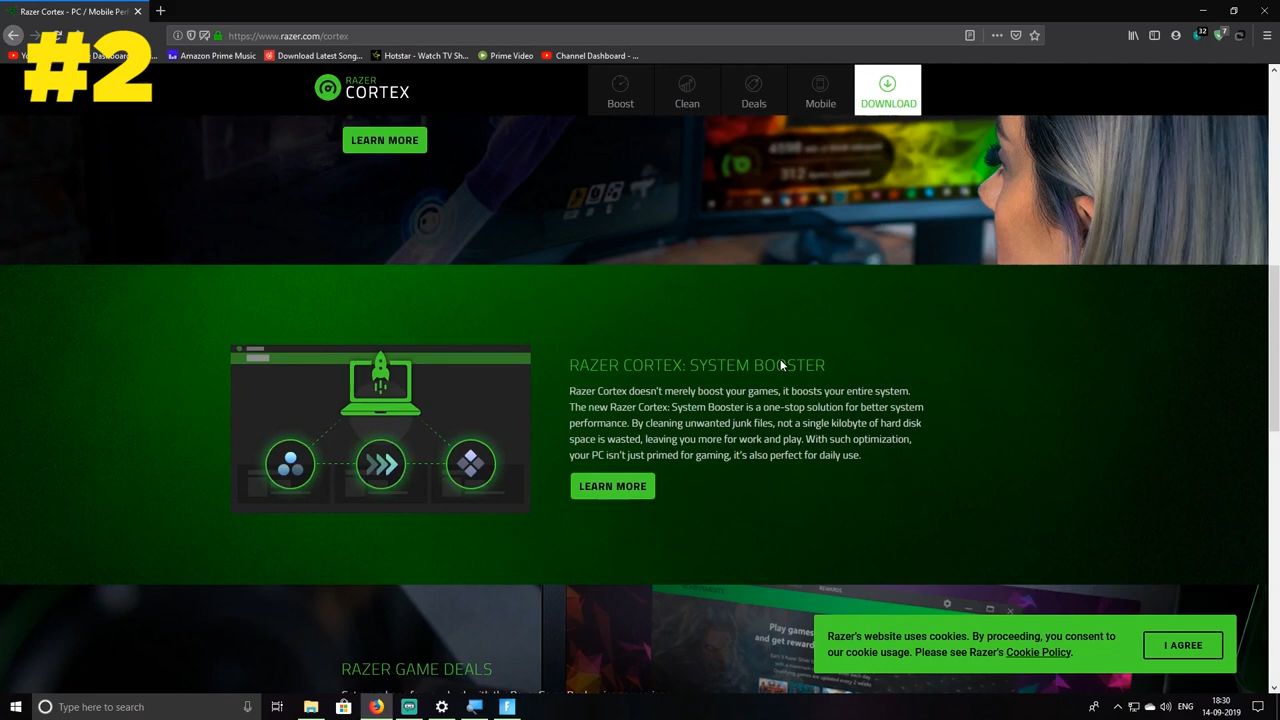 Razer Cortex - PC / Mobile Per
https://www.razer.com/cortex
Amazon Prime Music
Download Latest Song...
Hotstar - Watch TV Sh...
Prime Video
Channel Dashboard - ...
#2
RAZER
CORTEX
Boost
Clean
Deals
Mobile
DOWNLOAD
LEARN MORE
4598
312
RAZER CORTEX: SYSTEM BOOSTER
Razer Cortex doesn't merely boost your games, it boosts your entire system.
The new Razer Cortex: System Booster is a one-stop solution for better system
performance. By cleaning unwanted junk files, not a single kilobyte of hard disk
space is wasted, leaving you more for work and play. With such optimization,
your PC isn't just primed for gaming, it's also perfect for daily use.
LEARN MORE
REWARDS
Play games
and get reward
RAZER GAME DEALS
Razer's website uses cookies. By proceeding, you consent to
our cookie usage. Please see Razer's Cookie Policy.
I AGREE
Type here to search
32
7
ENG
18:30
14-09-2019